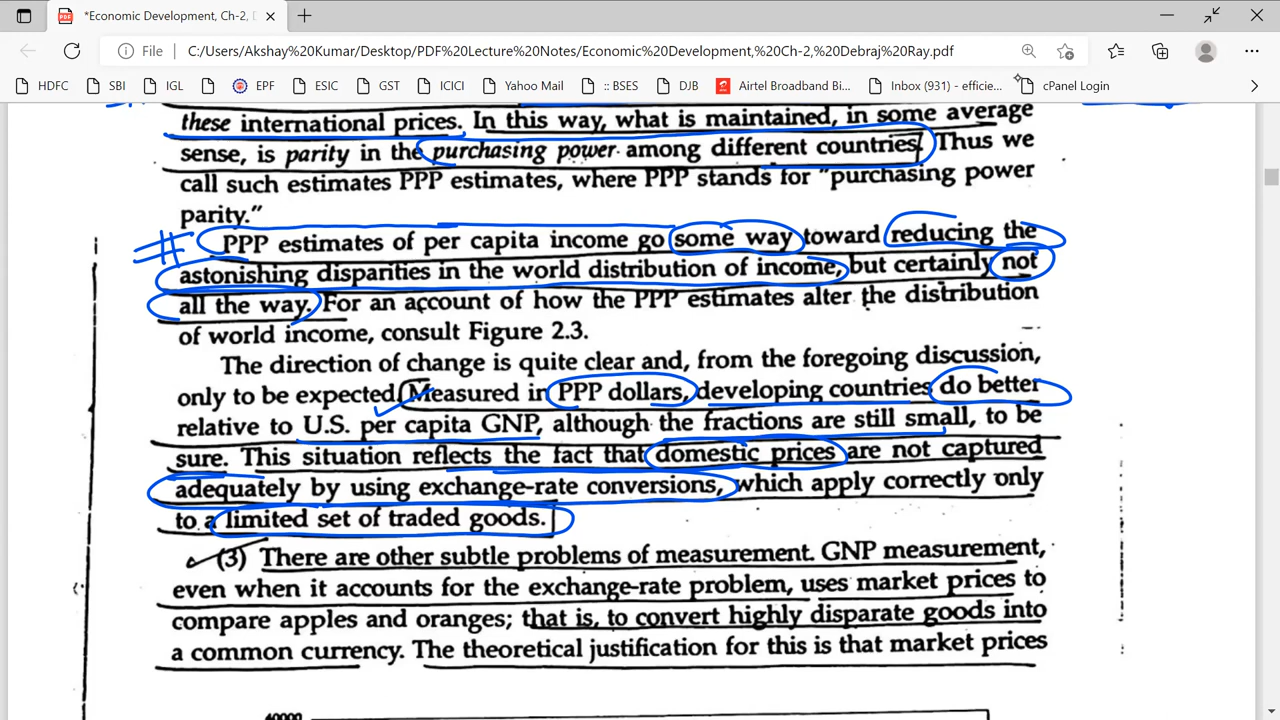 *Economic Development, Ch-2, D
File
C:/Users/Akshay%20Kumar/Desktop/PDF%20Lecture%20Notes/Economic%20Development,%20Ch-2,%20Debraj%20Ray.pdf
HDFC SBI IGL EPF ESIC GST ICICI Yahoo Mail :: BSES DJB Airtel Broadband Bi... Inbox (931) - efficie... cPanel Login
these international prices. In this way, what is maintained, in some average
sense, is parity in the purchasing power among different countries. Thus we
call such estimates PPP estimates, where PPP stands for "purchasing power
parity."
# PPP estimates of per capita income go some way toward reducing the
astonishing disparities in the world distribution of income, but certainly not
all the way. For an account of how the PPP estimates alter the distribution
of world income, consult Figure 2.3.
The direction of change is quite clear and, from the foregoing discussion,
only to be expected. Measured in PPP dollars, developing countries do better
relative to U.S. per capita GNP, although the fractions are still small, to be
sure. This situation reflects the fact that domestic prices are not captured
adequately by using exchange-rate conversions, which apply correctly only
to a limited set of traded goods.
(3) There are other subtle problems of measurement. GNP measurement,
even when it accounts for the exchange-rate problem, uses market prices to
compare apples and oranges; that is, to convert highly disparate goods into
a common currency. The theoretical justification for this is that market prices
40000